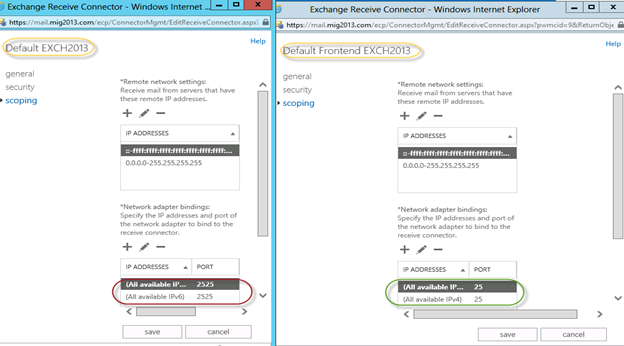 Exchange Receive Connector - Windows Internet ...
https://mail.mig2013.com/ecp/ConnectorMgmt/EditReceiveConnector.aspx?
Help
Default EXCH2013
general
security
scoping
*Remote network settings:
Receive mail from servers that have
these remote IP addresses.
IP ADDRESSES
::-ffff:ffff:ffff:ffff:ffff:ffff:ffff:...
0.0.0.0-255.255.255.255
*Network adapter bindings:
Specify the IP addresses and port
of the network adapter to bind to
the receive connector.
IP ADDRESSES PORT
(All available IP... 2525
(All available IPv6) 2525
save cancel
Exchange Receive Connector - Windows Internet Explorer
https://mail.mig2013.com/ecp/ConnectorMgmt/EditReceiveConnector.aspx?pwmcid=9&ReturnObje
Help
Default Frontend EXCH2013
general
security
scoping
*Remote network settings:
Receive mail from servers that have
these remote IP addresses.
IP ADDRESSES
::-ffff:ffff:ffff:ffff:ffff:ffff:ffff:...
0.0.0.0-255.255.255.255
*Network adapter bindings:
Specify the IP addresses and port
of the network adapter to bind to
the receive connector.
IP ADDRESSES PORT
(All available IP... 25
(All available IPv4) 25
save cancel